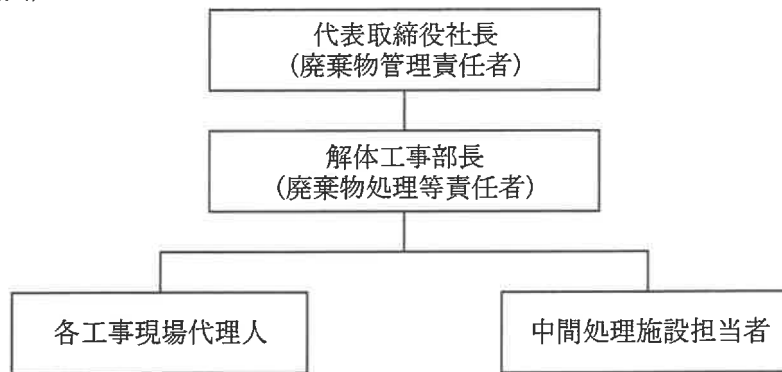 代表取締役社長
(廃棄物管理責任者)
解体工事部長
(廃棄物処理等責任者)
各工事現場代理人
中間処理施設担当者